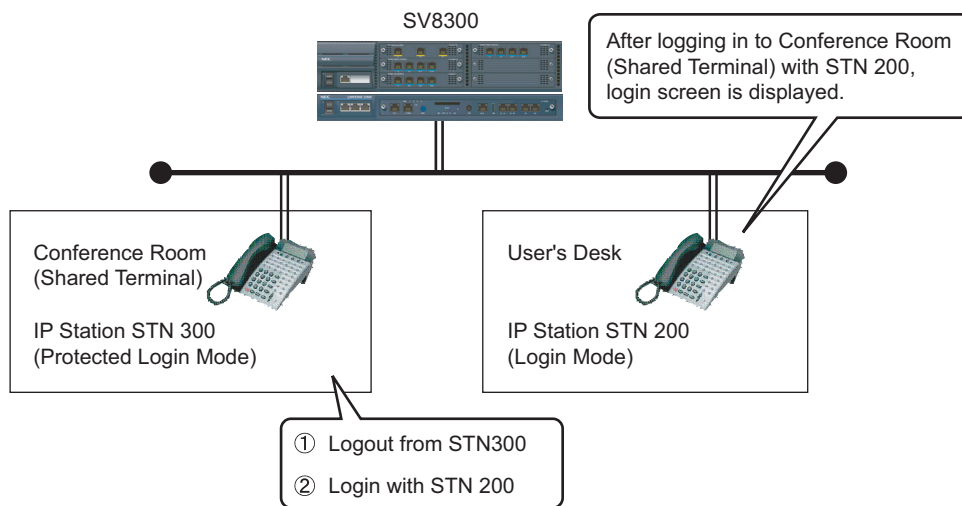 SV8300
After logging in to Conference Room
(Shared Terminal) with STN 200,
login screen is displayed.
Conference Room
(Shared Terminal)
IP Station STN 300
(Protected Login Mode)
User's Desk
IP Station STN 200
(Login Mode)
① Logout from STN300
② Login with STN 200